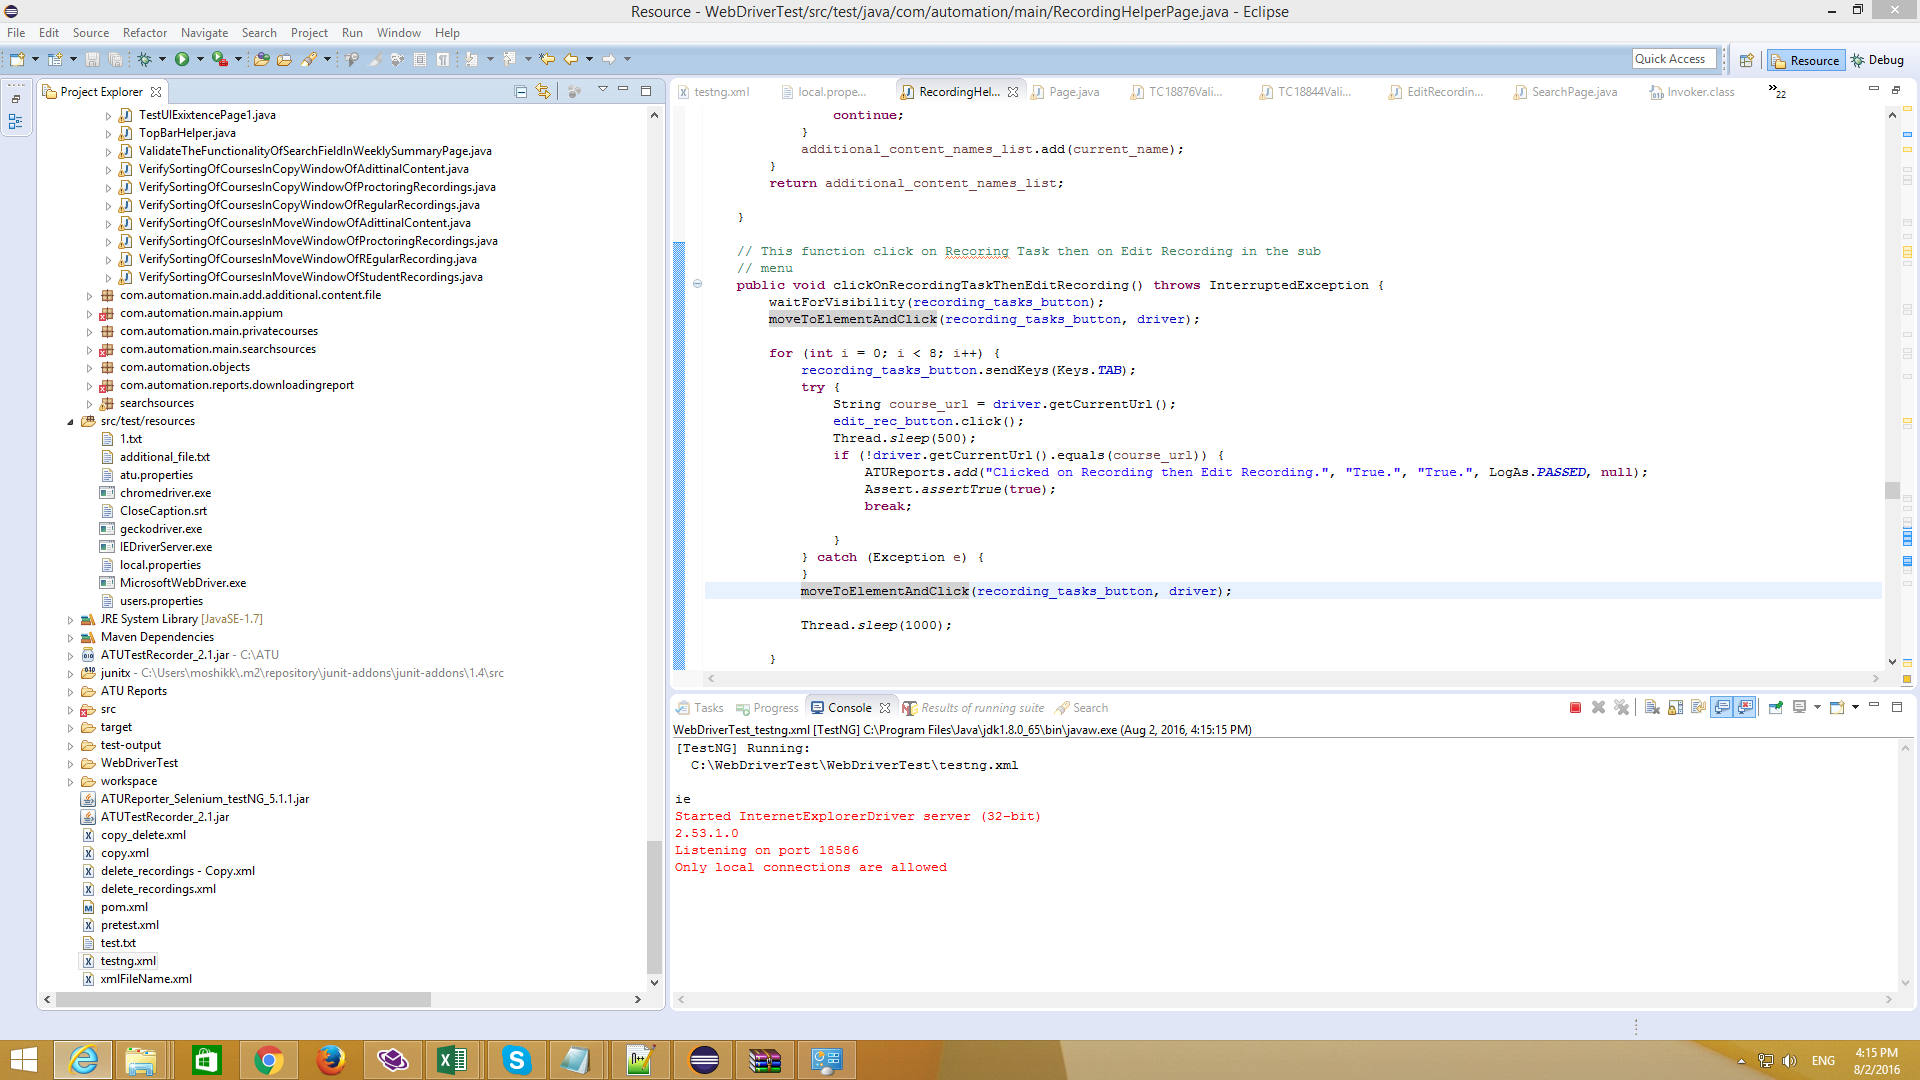 Resource - WebDriverTest/src/test/java/com/automation/main/RecordingHelperPage.java - Eclipse
File Edit Source Refactor Navigate Search Project Run Window Help
Quick Access
Resource
Debug
Project Explorer
TestUIExixtencePage1.java
TopBarHelper.java
ValidateTheFunctionalityOfSearchFieldInWeeklySummaryPage.java
VerifySortingOfCoursesInCopyWindowOfAdittinalContent.java
VerifySortingOfCoursesInCopyWindowOfProctoringRecordings.java
VerifySortingOfCoursesInCopyWindowOfRegularRecordings.java
VerifySortingOfCoursesInMoveWindowOfAdittinalContent.java
VerifySortingOfCoursesInMoveWindowOfProctoringRecordings.java
VerifySortingOfCoursesInMoveWindowOfREgularRecording.java
VerifySortingOfCoursesInMoveWindowOfStudentRecordings.java
com.automation.main.add.additional.content.file
com.automation.main.appium
com.automation.main.privatecourses
com.automation.main.searchsources
com.automation.objects
com.automation.reports.downloadingreport
searchsources
src/test/resources
1.txt
additional_file.txt
atu.properties
chromedriver.exe
CloseCaption.srt
geckodriver.exe
IEDriverServer.exe
local.properties
MicrosoftWebDriver.exe
users.properties
JRE System Library [JavaSE-1.7]
Maven Dependencies
ATUTestRecorder_2.1.jar - C:\ATU
junitx - C:\Users\moshikk\.m2\repository\junit-addons\junit-addons\1.4\src
ATU Reports
src
target
test-output
WebDriverTest
workspace
ATUReporter_Selenium_testNG_5.1.1.jar
ATUTestRecorder_2.1.jar
copy_delete.xml
copy.xml
delete_recordings - Copy.xml
delete_recordings.xml
pom.xml
pretest.xml
test.txt
testng.xml
xmlFileName.xml
testng.xml local.prope... RecordingHel... Page.java TC18876Vali... TC18844Vali... EditRecordin... SearchPage.java Invoker.class »22
continue;
}
additional_content_names_list.add(current_name);
}
return additional_content_names_list;
}
// This function click on Recoring Task then on Edit Recording in the sub
// menu
public void clickOnRecordingTaskThenEditRecording() throws InterruptedException {
waitForVisibility(recording_tasks_button);
moveToElementAndClick(recording_tasks_button, driver);
for (int i = 0; i < 8; i++) {
recording_tasks_button.sendKeys(Keys.TAB);
try {
String course_url = driver.getCurrentUrl();
edit_rec_button.click();
Thread.sleep(500);
if (!driver.getCurrentUrl().equals(course_url)) {
ATUReports.add("Clicked on Recording then Edit Recording.", "True.", "True.", LogAs.PASSED, null);
Assert.assertTrue(true);
break;
}
} catch (Exception e) {
}
moveToElementAndClick(recording_tasks_button, driver);
Thread.sleep(1000);
}
Tasks Progress Console Results of running suite Search
WebDriverTest_testng.xml [TestNG] C:\Program Files\Java\jdk1.8.0_65\bin\javaw.exe (Aug 2, 2016, 4:15:15 PM)
[TestNG] Running:
C:\WebDriverTest\WebDriverTest\testng.xml
ie
Started InternetExplorerDriver server (32-bit)
2.53.1.0
Listening on port 18586
Only local connections are allowed
ENG
4:15 PM
8/2/2016